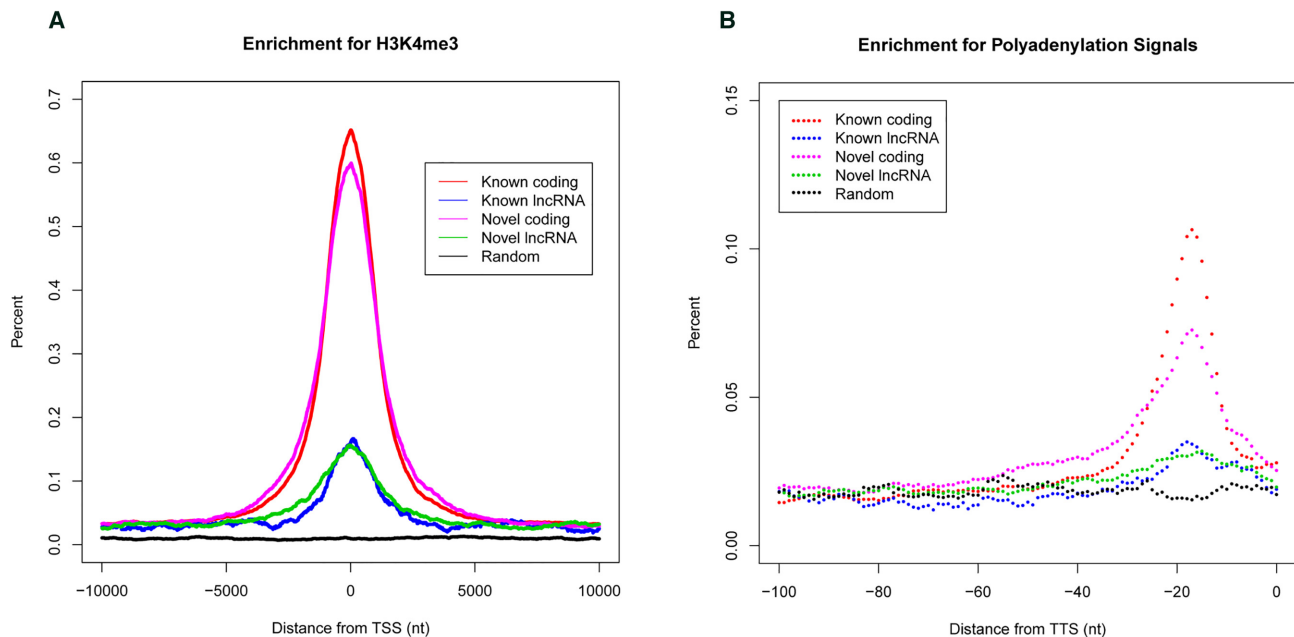 A
Enrichment for H3K4me3
Percent
0.7
0.6
0.5
0.4
0.3
0.2
0.1
0.0
Known coding
Known lncRNA
Novel coding
Novel lncRNA
Random
−10000 −5000 0 5000 10000
Distance from TSS (nt)
B
Enrichment for Polyadenylation Signals
Percent
0.15
0.10
0.05
0.00
Known coding
Known lncRNA
Novel coding
Novel lncRNA
Random
−100 −80 −60 −40 −20 0
Distance from TTS (nt)